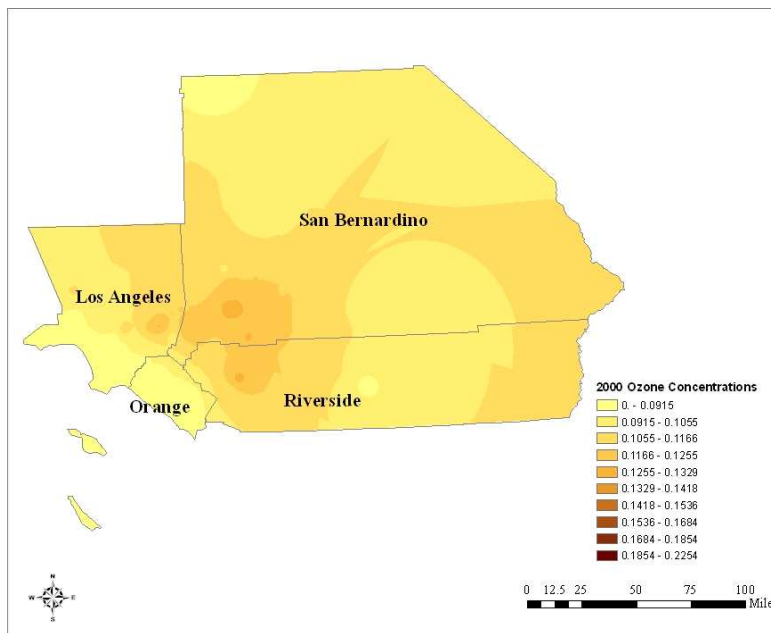 San Bernardino
Los Angeles
Orange
Riverside
2000 Ozone Concentrations
0. - 0.0915
0.0915 - 0.1055
0.1055 - 0.1166
0.1166 - 0.1255
0.1255 - 0.1329
0.1329 - 0.1418
0.1418 - 0.1536
0.1536 - 0.1684
0.1684 - 0.1854
0.1854 - 0.2254
N
W E
S
0 12.5 25 50 75 100
Mile